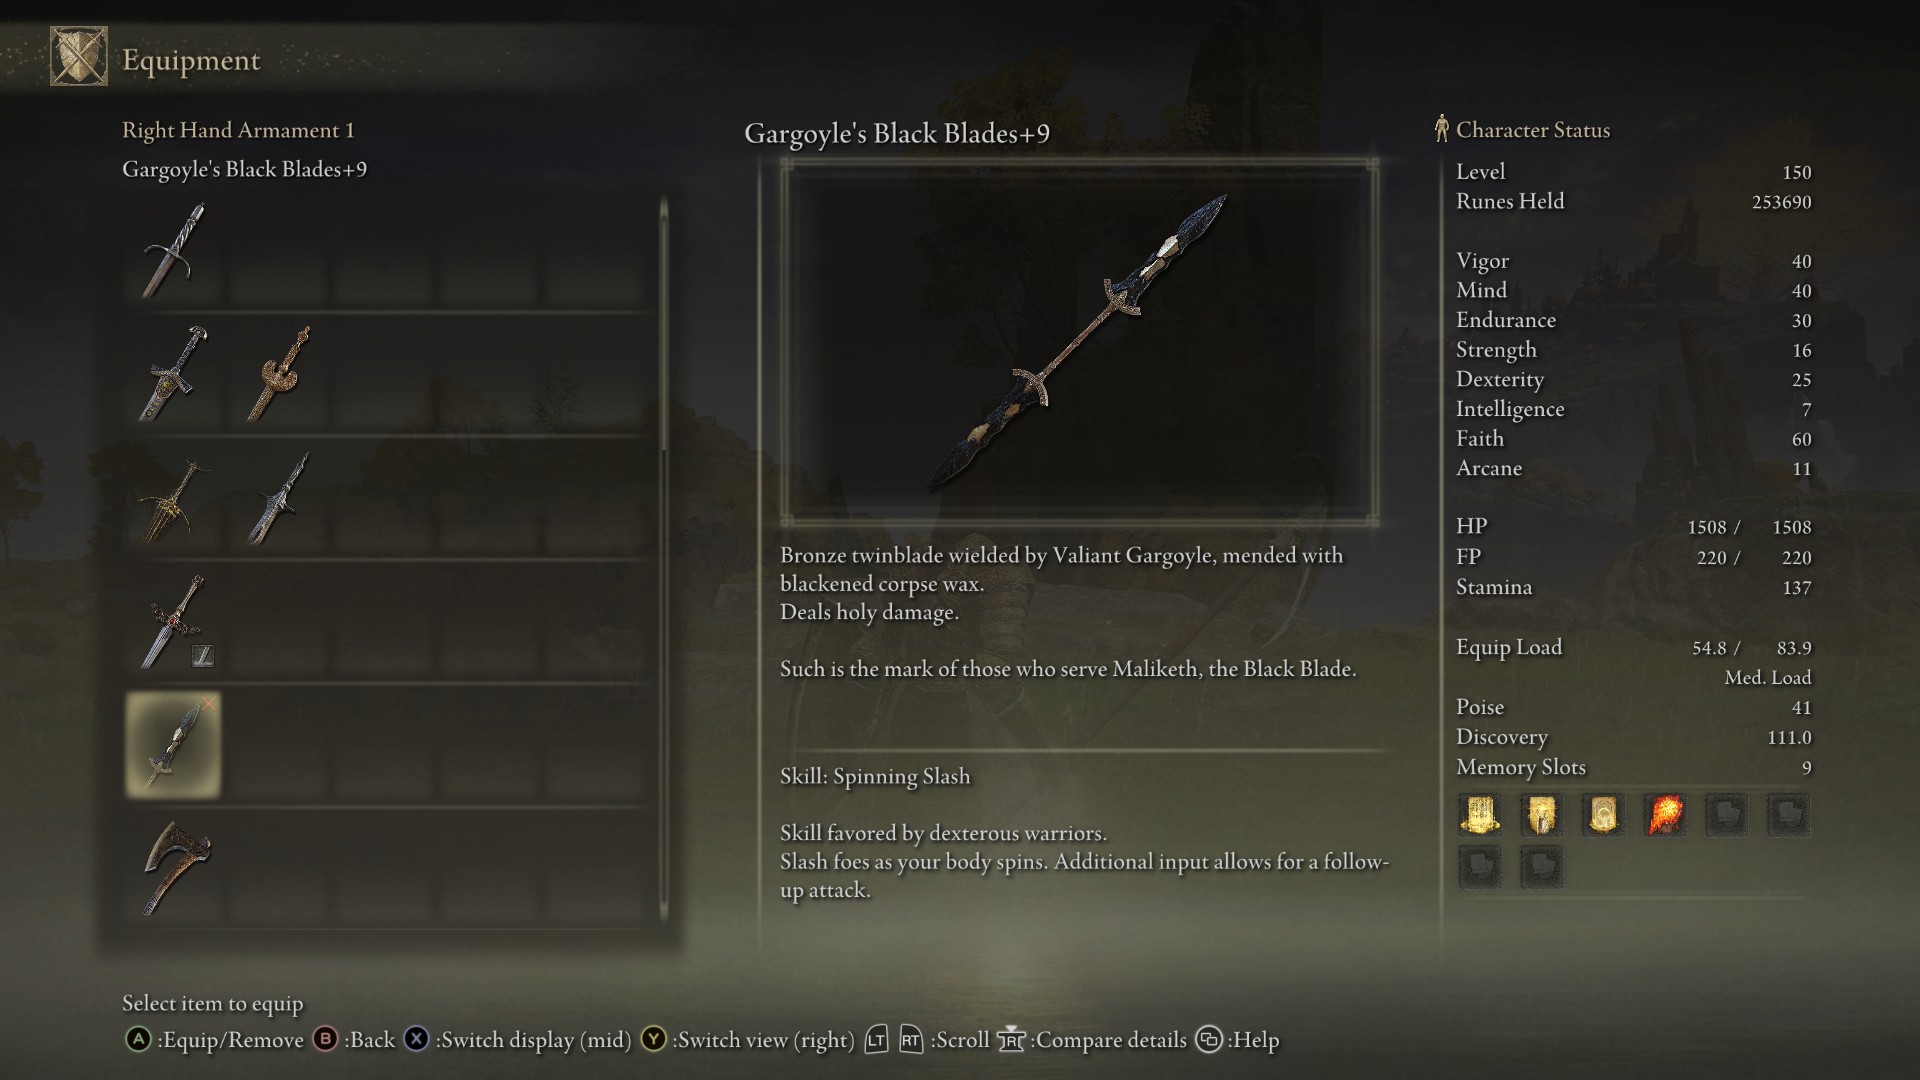 Equipment
Right Hand Armament 1
Gargoyle's Black Blades+9
Gargoyle's Black Blades+9
Bronze twinblade wielded by Valiant Gargoyle, mended with
blackened corpse wax.
Deals holy damage.
Such is the mark of those who serve Maliketh, the Black Blade.
Skill: Spinning Slash
Skill favored by dexterous warriors.
Slash foes as your body spins. Additional input allows for a follow-
up attack.
Character Status
Level 150
Runes Held 253690
Vigor 40
Mind 40
Endurance 30
Strength 16
Dexterity 25
Intelligence 7
Faith 60
Arcane 11
HP 1508 / 1508
FP 220 / 220
Stamina 137
Equip Load 54.8 / 83.9
Med. Load
Poise 41
Discovery 111.0
Memory Slots 9
Select item to equip
A :Equip/Remove B :Back X :Switch display (mid) Y :Switch view (right) LT RT :Scroll R :Compare details :Help